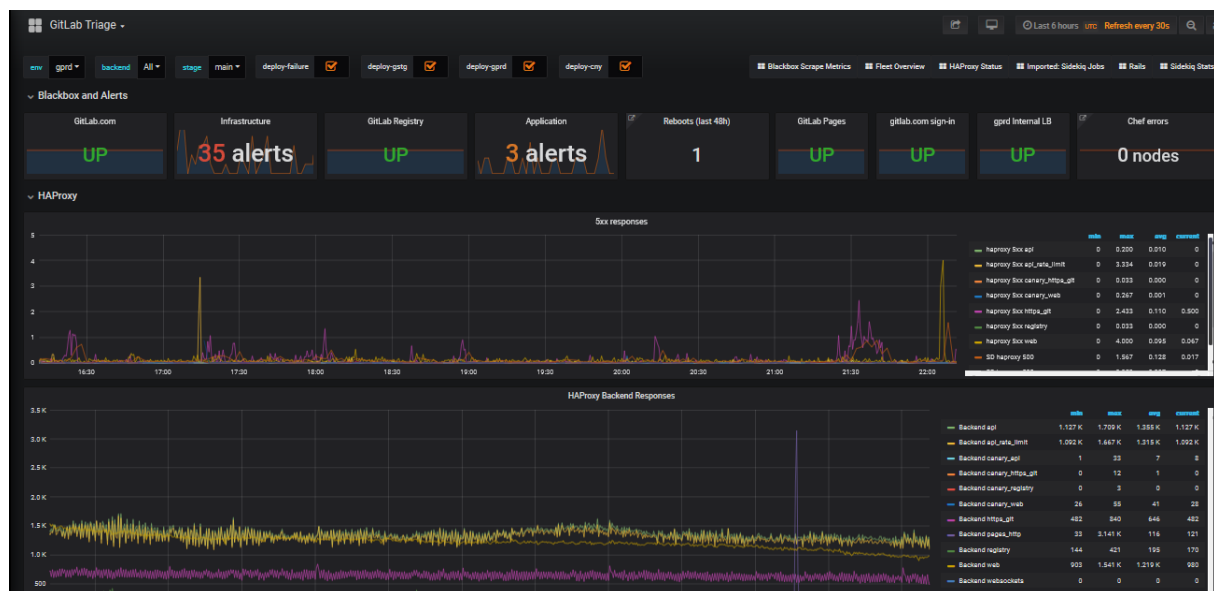 GitLab Triage
Last 6 hours UTC Refresh every 30s
env gprd backend All stage main deploy-failure deploy-gstg deploy-gprd deploy-cny Blackbox Scrape Metrics Fleet Overview HAProxy Status Imported: Sidekiq Jobs Rails Sidekiq Stats
Blackbox and Alerts
GitLab.com Infrastructure GitLab Registry Application Reboots (last 48h) GitLab Pages gitlab.com sign-in gprd Internal LB Chef errors
UP 35 alerts UP 3 alerts 1 UP UP UP 0 nodes
HAProxy
5xx responses
5
4
3
2
1
0
16:30 17:00 17:30 18:00 18:30 19:00 19:30 20:00 20:30 21:00 21:30 22:00
min max avg current
haproxy 5xx api 0 0.200 0.010 0
haproxy 5xx api_rate_limit 0 3.334 0.019 0
haproxy 5xx canary_https_git 0 0.033 0.000 0
haproxy 5xx canary_web 0 0.267 0.001 0
haproxy 5xx https_git 0 2.433 0.110 0.500
haproxy 5xx registry 0 0.033 0.000 0
haproxy 5xx web 0 4.000 0.095 0.067
SD haproxy 500 0 1.567 0.128 0.017
HAProxy Backend Responses
3.5 K
3.0 K
2.5 K
2.0 K
1.5 K
1.0 K
500
min max avg current
Backend api 1.127 K 1.709 K 1.355 K 1.127 K
Backend api_rate_limit 1.092 K 1.667 K 1.315 K 1.092 K
Backend canary_api 1 33 7 8
Backend canary_https_git 0 12 1 0
Backend canary_registry 0 3 0 0
Backend canary_web 26 55 41 28
Backend https_git 482 840 646 482
Backend pages_http 33 3.141 K 116 121
Backend registry 144 421 195 170
Backend web 903 1.541 K 1.219 K 980
Backend websockets 0 0 0 0